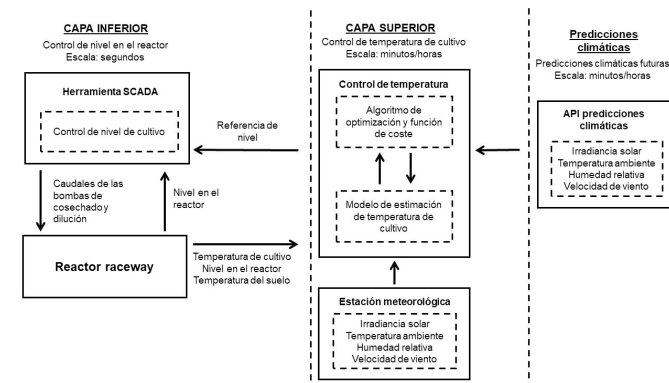 CAPA INFERIOR
Control de nivel en el reactor
Escala: segundos
Herramienta SCADA
Control de nivel de cultivo
Caudales de las
bombas de
cosechado y
dilución
Nivel en el
reactor
Reactor raceway
Referencia de
nivel
Temperatura de cultivo
Nivel en el reactor
Temperatura del suelo
CAPA SUPERIOR
Control de temperatura de cultivo
Escala: minutos/horas
Control de temperatura
Algoritmo de
optimización y función
de coste
Modelo de estimación
de temperatura de
cultivo
Estación meteorológica
Irradiancia solar
Temperatura ambiente
Humedad relativa
Velocidad de viento
Predicciones
climáticas
Predicciones climáticas futuras
Escala: minutos/horas
API predicciones
climáticas
Irradiancia solar
Temperatura ambiente
Humedad relativa
Velocidad de viento